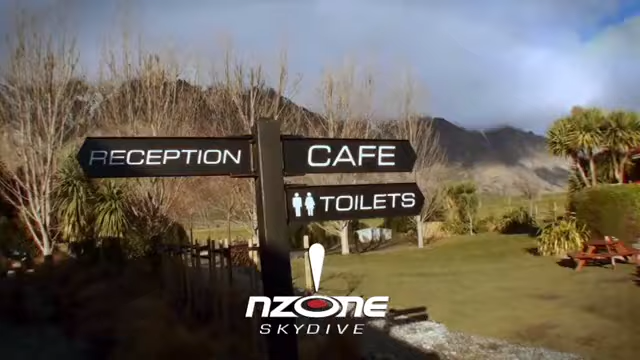 RECEPTION
CAFE
TOILETS
NZONE
SKYDIVE